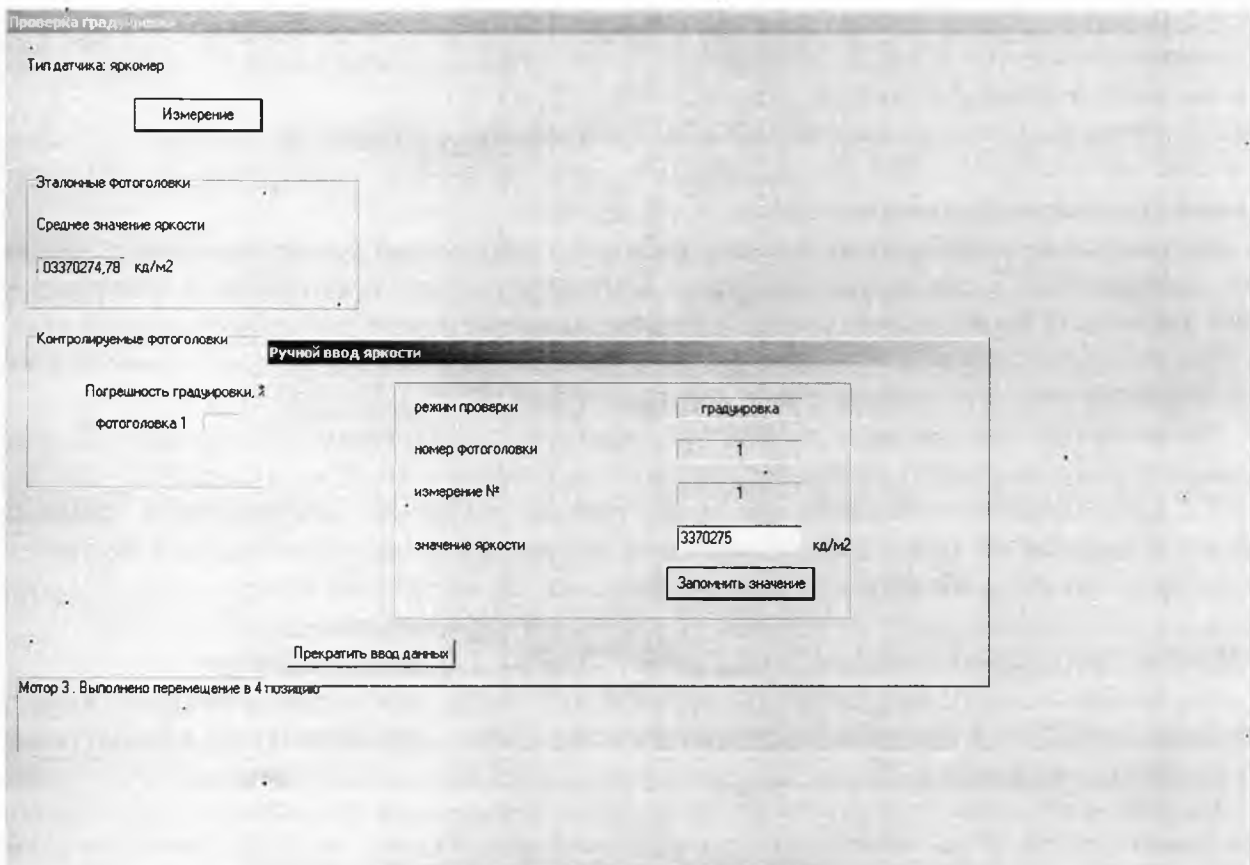 Проверка градуировки
Тип датчика: яркомер
Измерение
Эталонные фотоголовки
Среднее значение яркости
03370274,78 кд/м2
Контролируемые фотоголовки
Погрешность градуировки, %
фотоголовка 1
Ручной ввод яркости
режим проверки градуировка
номер фотоголовки 1
измерение № 1
значение яркости 3370275 кд/м2
Запомнить значение
Прекратить ввод данных
Мотор 3 . Выполнено перемещение в 4 позицию